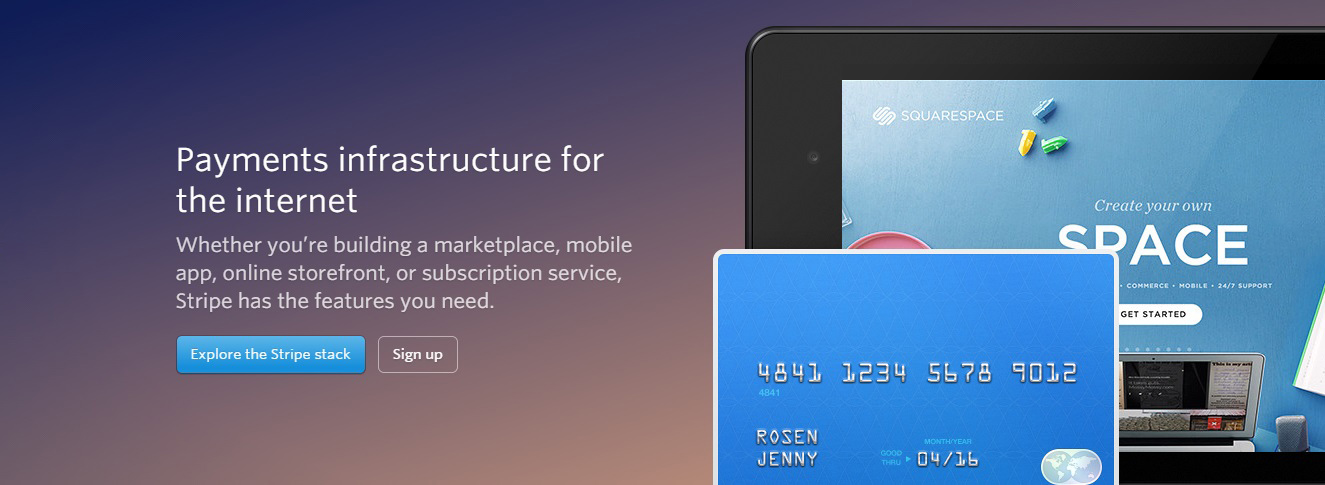 Payments infrastructure for
the internet
Whether you’re building a marketplace, mobile
app, online storefront, or subscription service,
Stripe has the features you need.
Explore the Stripe stack
Sign up
SQUARESPACE
Create your own
SPACE
• COMMERCE • MOBILE • 24/7 SUPPORT
GET STARTED
4841 1234 5678 9012
4841
ROSEN
JENNY
MONTH/YEAR
GOOD
THRU
04/16